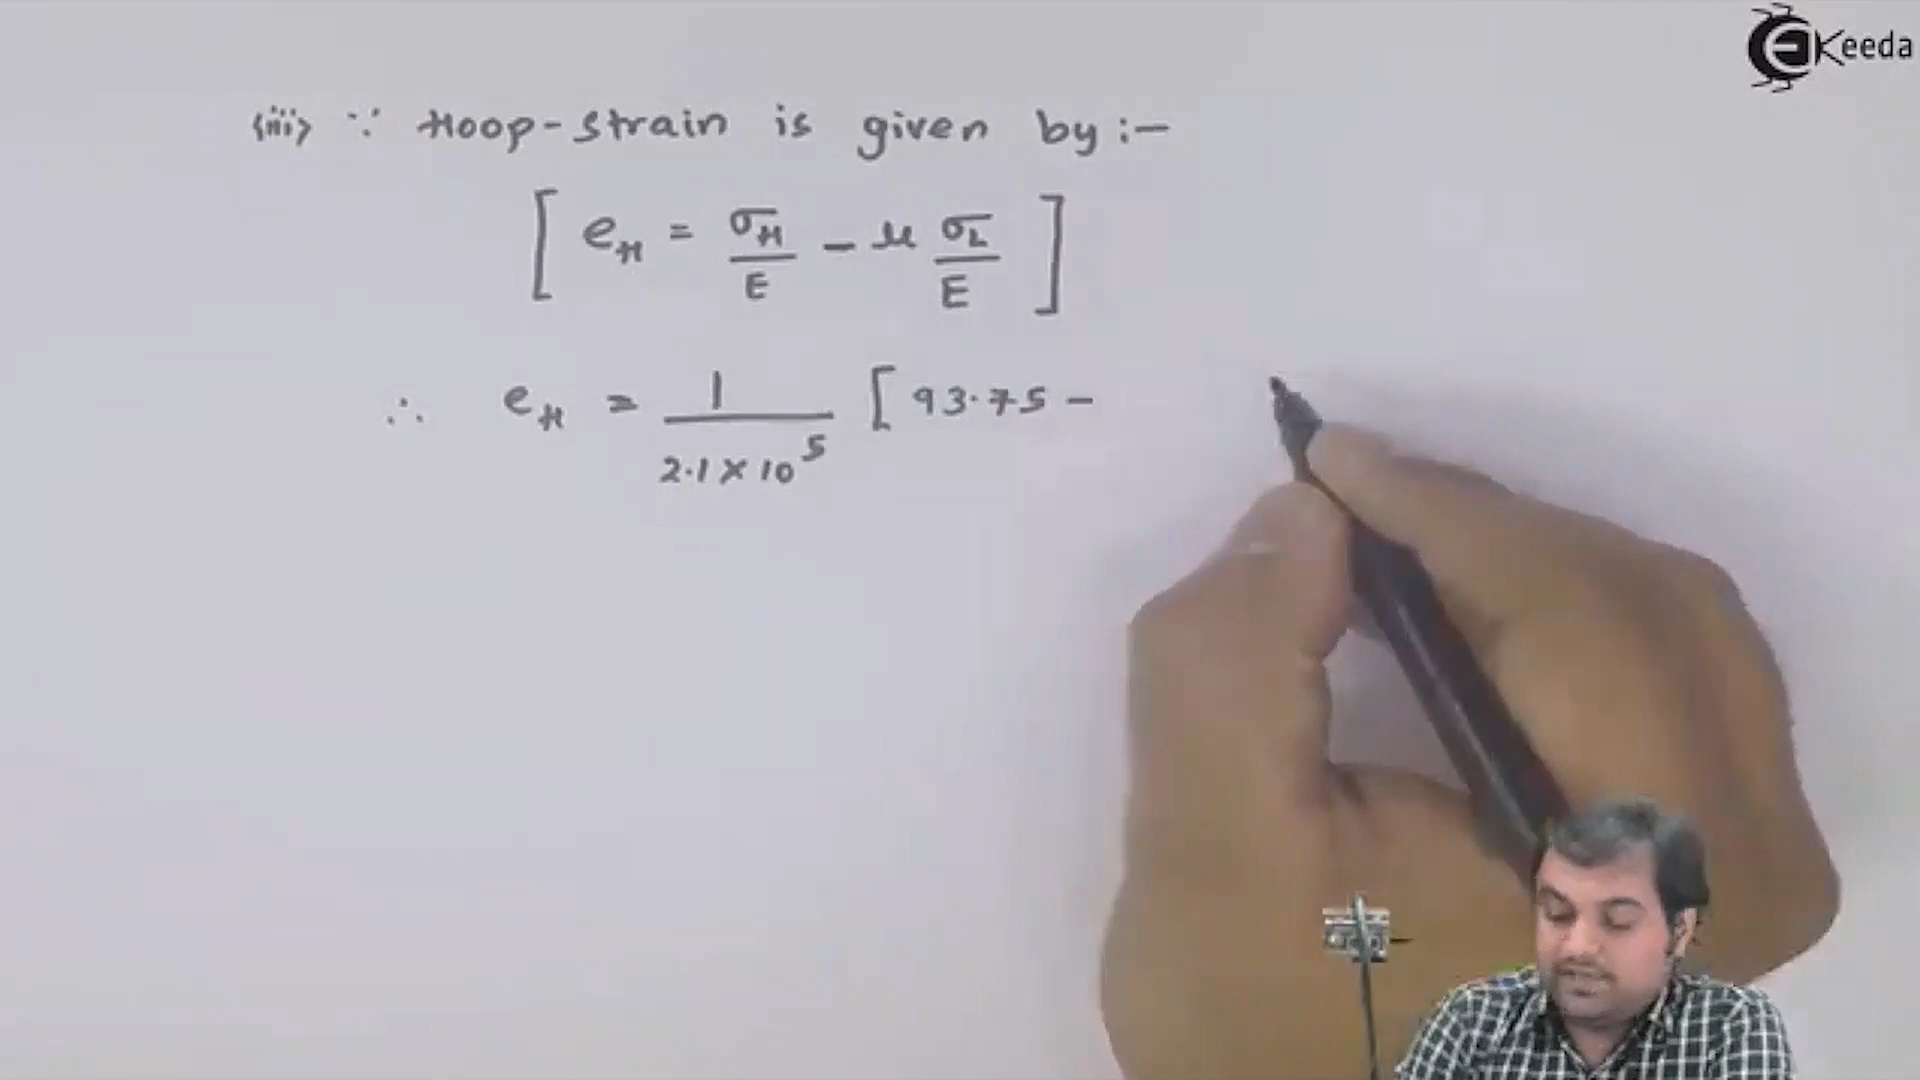 Ekeeda
(iii) ∵ Hoop-strain is given by :-
[ e_H = σ_H/E - μ σ_L/E ]
∴ e_H = 1/(2.1 × 10^5) [ 93.75 -